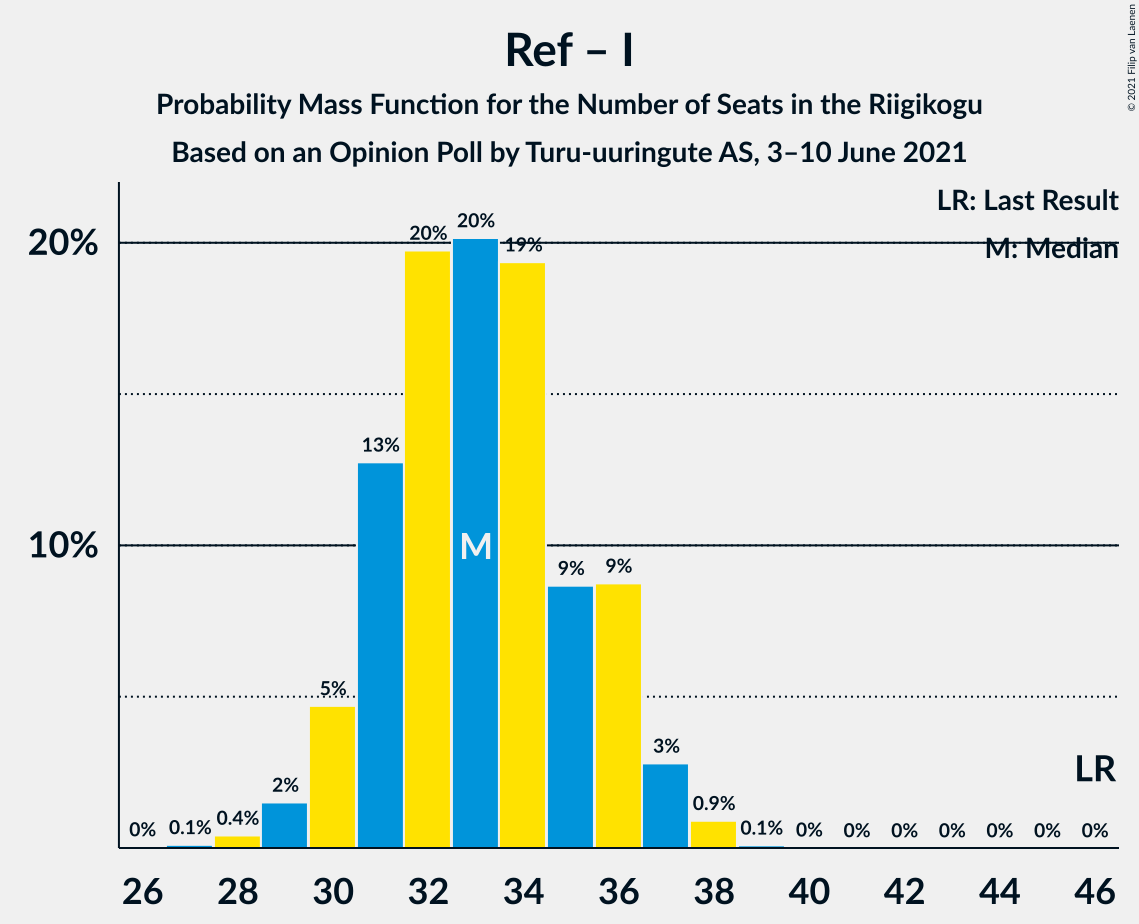 Ref – I
Probability Mass Function for the Number of Seats in the Riigikogu
Based on an Opinion Poll by Turu-uuringute AS, 3–10 June 2021
© 2021 Filip van Laenen
LR: Last Result
M: Median
20%
10%
0%
0.1%
0.4%
2%
5%
13%
20%
20%
19%
9%
9%
3%
0.9%
0.1%
0%
0%
0%
0%
0%
0%
0%
M
LR
26 28 30 32 34 36 38 40 42 44 46